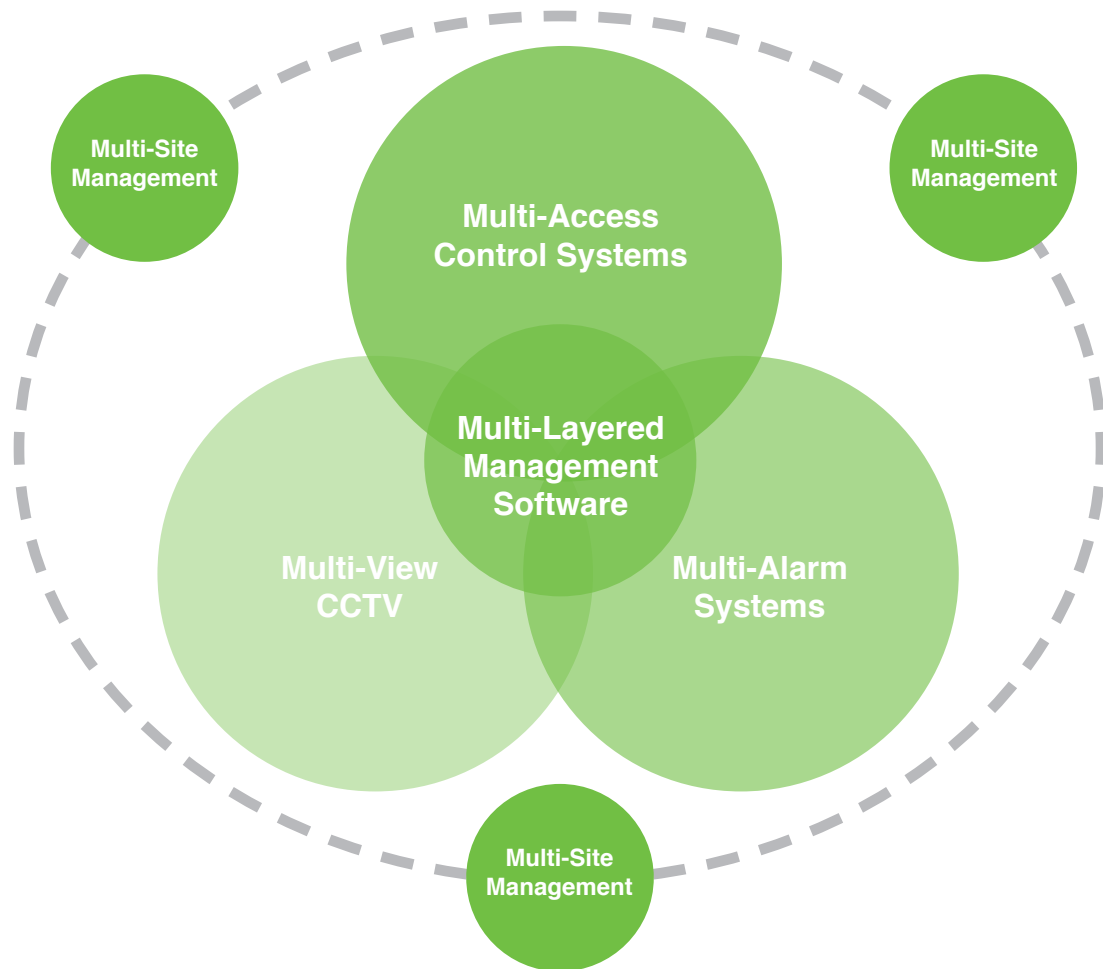 Multi-Site
Management
Multi-Site
Management
Multi-Access
Control Systems
Multi-Layered
Management
Software
Multi-View
CCTV
Multi-Alarm
Systems
Multi-Site
Management